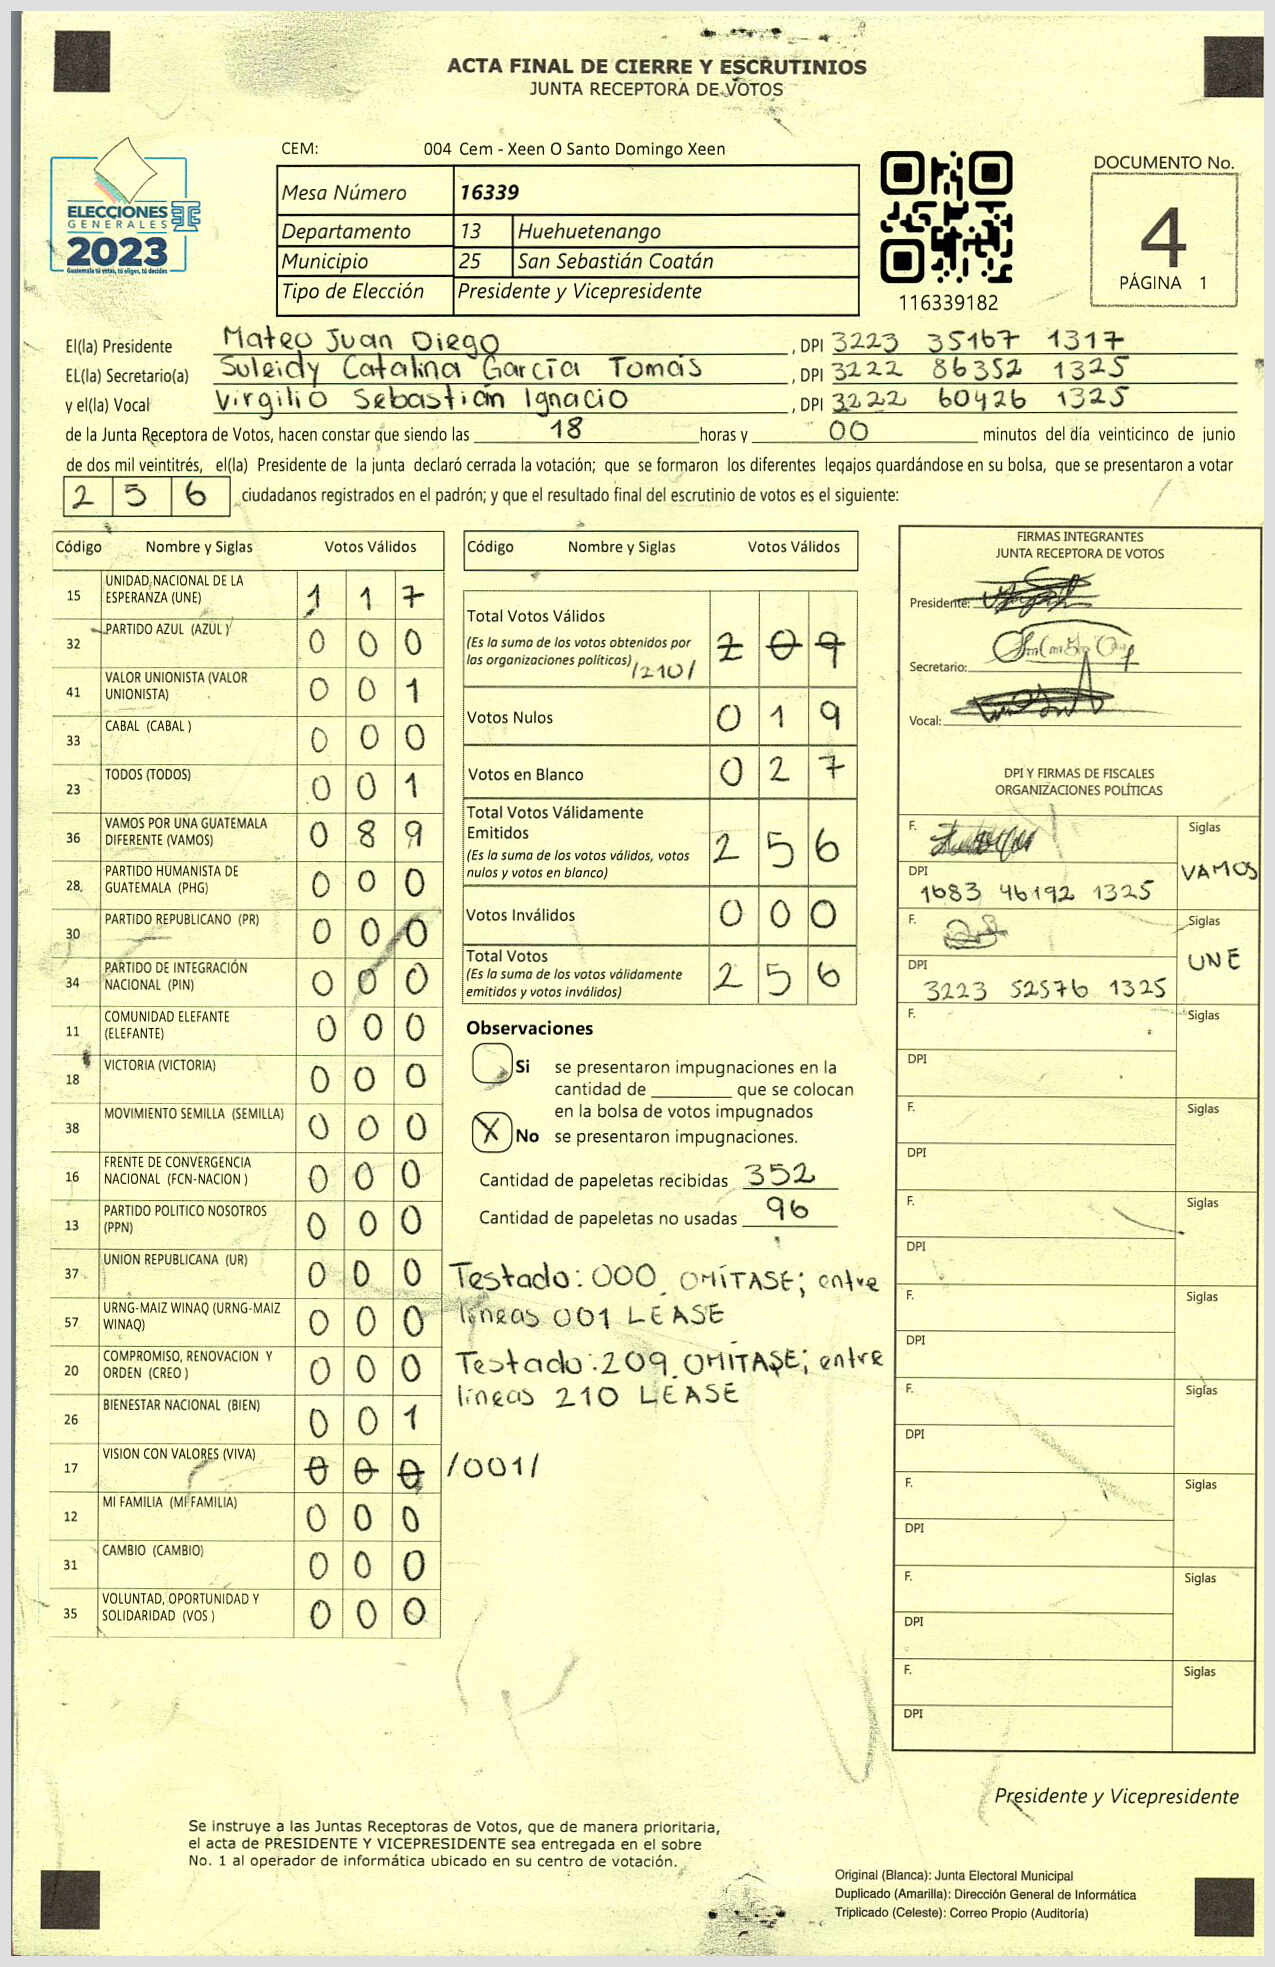 ACTA FINAL DE CIERRE Y ESCRUTINIOS
JUNTA RECEPTORA DE VOTOS
CEM: 004 Cem - Xeen O Santo Domingo Xeen
ELECCIONES
GENERALES
2023
Guatemala tú votas, tú eliges, tú decides
Mesa Número 16339
Departamento 13 Huehuetenango
Municipio 25 San Sebastián Coatán
Tipo de Elección Presidente y Vicepresidente
116339182
DOCUMENTO No.
4
PÁGINA 1
El(la) Presidente Mateo Juan Diego , DPI 3223 35167 1317
EL(la) Secretario(a) Suleidy Catalina García Tomás , DPI 3222 86352 1325
y el(la) Vocal Virgilio Sebastián Ignacio , DPI 3222 60426 1325
de la Junta Receptora de Votos, hacen constar que siendo las 18 horas y 00 minutos del día veinticinco de junio
de dos mil veintitrés, el(la) Presidente de la junta declaró cerrada la votación; que se formaron los diferentes legajos guardándose en su bolsa, que se presentaron a votar
2 5 6 ciudadanos registrados en el padrón; y que el resultado final del escrutinio de votos es el siguiente:
Código Nombre y Siglas Votos Válidos
15 UNIDAD NACIONAL DE LA ESPERANZA (UNE) 1 1 7
32 PARTIDO AZUL (AZUL ) 0 0 0
41 VALOR UNIONISTA (VALOR UNIONISTA) 0 0 1
33 CABAL (CABAL ) 0 0 0
23 TODOS (TODOS) 0 0 1
36 VAMOS POR UNA GUATEMALA DIFERENTE (VAMOS) 0 8 9
28 PARTIDO HUMANISTA DE GUATEMALA (PHG) 0 0 0
30 PARTIDO REPUBLICANO (PR) 0 0 0
34 PARTIDO DE INTEGRACIÓN NACIONAL (PIN) 0 0 0
11 COMUNIDAD ELEFANTE (ELEFANTE) 0 0 0
18 VICTORIA (VICTORIA) 0 0 0
38 MOVIMIENTO SEMILLA (SEMILLA) 0 0 0
16 FRENTE DE CONVERGENCIA NACIONAL (FCN-NACION ) 0 0 0
13 PARTIDO POLITICO NOSOTROS (PPN) 0 0 0
37 UNION REPUBLICANA (UR) 0 0 0
57 URNG-MAIZ WINAQ (URNG-MAIZ WINAQ) 0 0 0
20 COMPROMISO, RENOVACION Y ORDEN (CREO ) 0 0 0
26 BIENESTAR NACIONAL (BIEN) 0 0 1
17 VISION CON VALORES (VIVA) 0 0 0 /001/
12 MI FAMILIA (MI FAMILIA) 0 0 0
31 CAMBIO (CAMBIO) 0 0 0
35 VOLUNTAD, OPORTUNIDAD Y SOLIDARIDAD (VOS ) 0 0 0
Código Nombre y Siglas Votos Válidos
Total Votos Válidos 2 0 9
(Es la suma de los votos obtenidos por
las organizaciones políticas) /210/
Votos Nulos 0 1 9
Votos en Blanco 0 2 7
Total Votos Válidamente
Emitidos 2 5 6
(Es la suma de los votos válidos, votos
nulos y votos en blanco)
Votos Inválidos 0 0 0
Total Votos 2 5 6
(Es la suma de los votos válidamente
emitidos y votos inválidos)
Observaciones
Si se presentaron impugnaciones en la
cantidad de ________ que se colocan
en la bolsa de votos impugnados
X No se presentaron impugnaciones.
Cantidad de papeletas recibidas 352
Cantidad de papeletas no usadas 96
Testado: 000 OMÍTASE; entre
líneas 001 LEASE
Testado: 209 OMÍTASE; entre
líneas 210 LEASE
FIRMAS INTEGRANTES
JUNTA RECEPTORA DE VOTOS
Presidente:
Secretario:
Vocal:
DPI Y FIRMAS DE FISCALES
ORGANIZACIONES POLÍTICAS
F. Siglas
VAMOS
DPI
1683 46192 1325
F. Siglas
UNE
DPI
3223 52576 1325
F. Siglas
DPI
F. Siglas
DPI
F. Siglas
DPI
F. Siglas
DPI
F. Siglas
DPI
F. Siglas
DPI
F. Siglas
DPI
F. Siglas
DPI
Presidente y Vicepresidente
Se instruye a las Juntas Receptoras de Votos, que de manera prioritaria,
el acta de PRESIDENTE Y VICEPRESIDENTE sea entregada en el sobre
No. 1 al operador de informática ubicado en su centro de votación.
Original (Blanca): Junta Electoral Municipal
Duplicado (Amarilla): Dirección General de Informática
Triplicado (Celeste): Correo Propio (Auditoría)